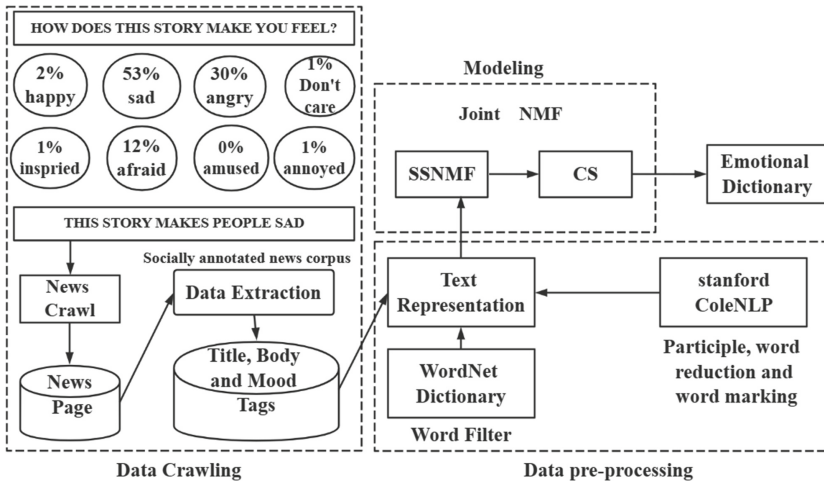 HOW DOES THIS STORY MAKE YOU FEEL?
2%
happy
53%
sad
30%
angry
1%
Don't
care
1%
inspried
12%
afraid
0%
amused
1%
annoyed
THIS STORY MAKES PEOPLE SAD
Socially annotated news corpus
News
Crawl
Data Extraction
News
Page
Title, Body
and Mood
Tags
Data Crawling
Modeling
Joint NMF
SSNMF
CS
Emotional
Dictionary
Text
Representation
stanford
ColeNLP
WordNet
Dictionary
Participle, word
reduction and
word marking
Word Filter
Data pre-processing